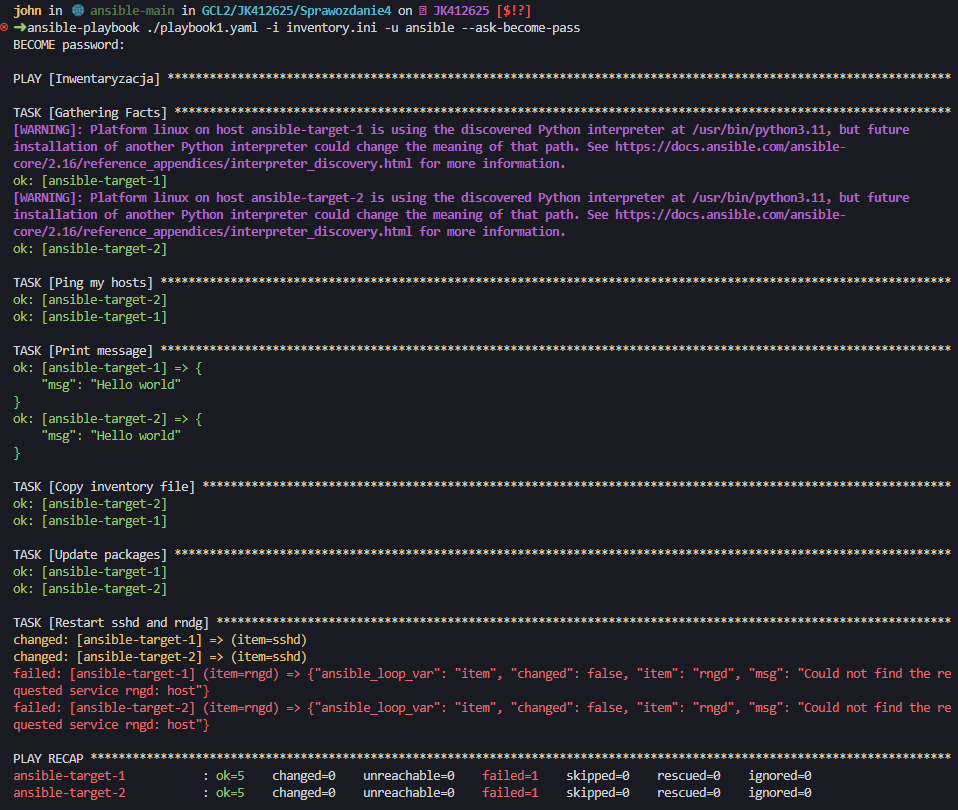 john in 🌐 ansible-main in GCL2/JK412625/Sprawozdanie4 on JK412625 [$!?]
➜ansible-playbook ./playbook1.yaml -i inventory.ini -u ansible --ask-become-pass
BECOME password:
PLAY [Inwentaryzacja] ****************************************************************************************************************
TASK [Gathering Facts] ***************************************************************************************************************
[WARNING]: Platform linux on host ansible-target-1 is using the discovered Python interpreter at /usr/bin/python3.11, but future
installation of another Python interpreter could change the meaning of that path. See https://docs.ansible.com/ansible-
core/2.16/reference_appendices/interpreter_discovery.html for more information.
ok: [ansible-target-1]
[WARNING]: Platform linux on host ansible-target-2 is using the discovered Python interpreter at /usr/bin/python3.11, but future
installation of another Python interpreter could change the meaning of that path. See https://docs.ansible.com/ansible-
core/2.16/reference_appendices/interpreter_discovery.html for more information.
ok: [ansible-target-2]
TASK [Ping my hosts] *****************************************************************************************************************
ok: [ansible-target-2]
ok: [ansible-target-1]
TASK [Print message] *****************************************************************************************************************
ok: [ansible-target-1] => {
    "msg": "Hello world"
}
ok: [ansible-target-2] => {
    "msg": "Hello world"
}
TASK [Copy inventory file] ***********************************************************************************************************
ok: [ansible-target-2]
ok: [ansible-target-1]
TASK [Update packages] ***************************************************************************************************************
ok: [ansible-target-1]
ok: [ansible-target-2]
TASK [Restart sshd and rndg] *********************************************************************************************************
changed: [ansible-target-1] => (item=sshd)
changed: [ansible-target-2] => (item=sshd)
failed: [ansible-target-1] (item=rngd) => {"ansible_loop_var": "item", "changed": false, "item": "rngd", "msg": "Could not find the re
quested service rngd: host"}
failed: [ansible-target-2] (item=rngd) => {"ansible_loop_var": "item", "changed": false, "item": "rngd", "msg": "Could not find the re
quested service rngd: host"}
PLAY RECAP ***************************************************************************************************************************
ansible-target-1           : ok=5    changed=0    unreachable=0    failed=1    skipped=0    rescued=0    ignored=0
ansible-target-2           : ok=5    changed=0    unreachable=0    failed=1    skipped=0    rescued=0    ignored=0